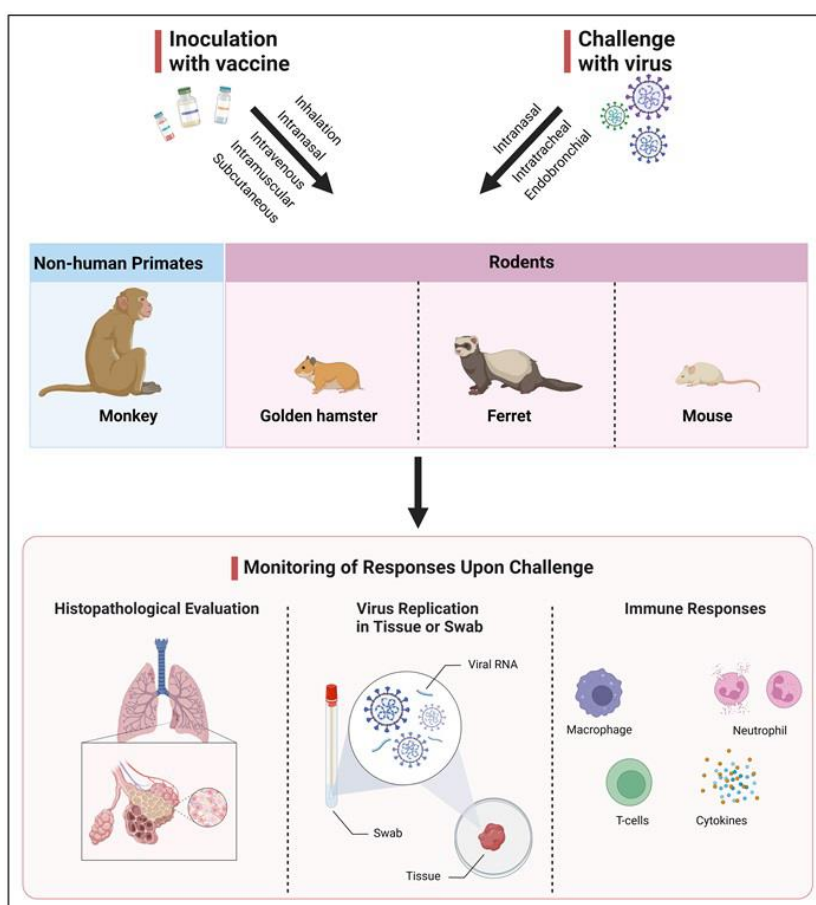 Inoculation
with vaccine
Challenge
with virus
Inhalation
Intranasal
Intravenous
Intramuscular
Subcutaneous
Intranasal
Intratracheal
Endobronchial
Non-human Primates
Rodents
Monkey
Golden hamster
Ferret
Mouse
Monitoring of Responses Upon Challenge
Histopathological Evaluation
Virus Replication
in Tissue or Swab
Immune Responses
Viral RNA
Macrophage
Neutrophil
Swab
T-cells
Cytokines
Tissue